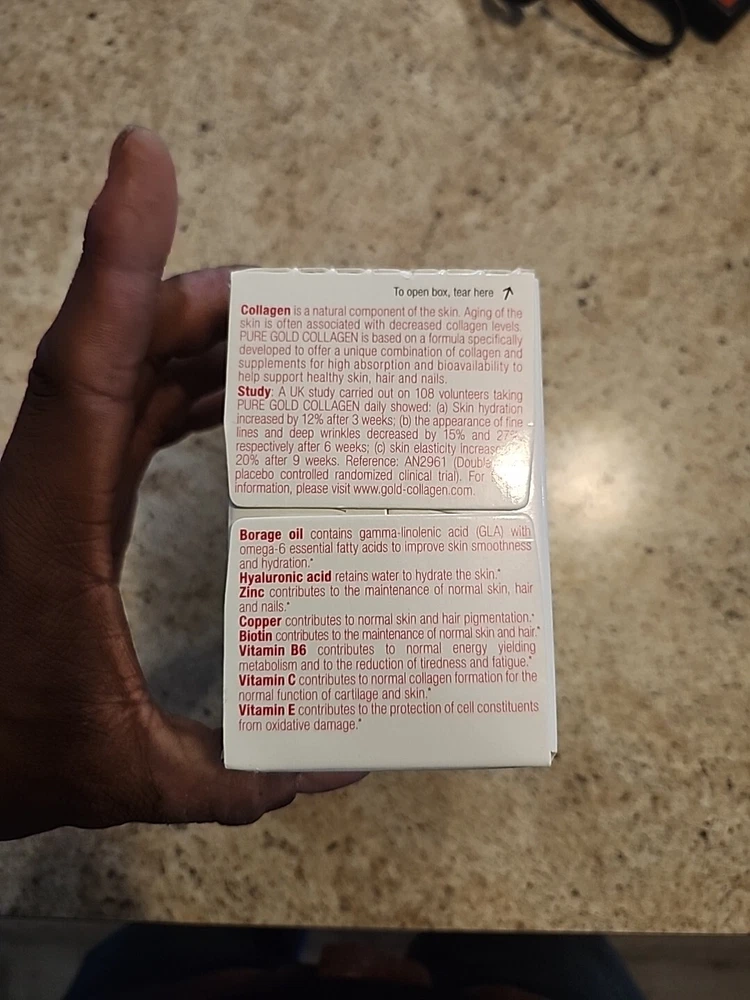 To open box, tear here
Collagen is a natural component of the skin. Aging of the
skin is often associated with decreased collagen levels.
PURE GOLD COLLAGEN is based on a formula specifically
developed to offer a unique combination of collagen and
supplements for high absorption and bioavailability to
help support healthy skin, hair and nails.
Study: A UK study carried out on 108 volunteers taking
PURE GOLD COLLAGEN daily showed: (a) Skin hydration
increased by 12% after 3 weeks; (b) the appearance of fine
lines and deep wrinkles decreased by 15% and 27%
respectively after 6 weeks; (c) skin elasticity
20% after 9 weeks. Reference: AN2961
placebo controlled randomized clinical trial). For
information, please visit www.gold-collagen.com.
Borage oil contains gamma-linolenic acid (GLA) with
omega-6 essential fatty acids to improve skin smoothness
and hydration.*
Hyaluronic acid retains water to hydrate the skin.*
Zinc contributes to the maintenance of normal skin, hair
and nails.*
Copper contributes to normal skin and hair pigmentation.*
Biotin contributes to the maintenance of normal skin and hair.*
Vitamin B6 contributes to normal energy yielding
metabolism and to the reduction of tiredness and fatigue.*
Vitamin C contributes to normal collagen formation for the
normal function of cartilage and skin.*
Vitamin E contributes to the protection of cell constituents
from oxidative damage.*